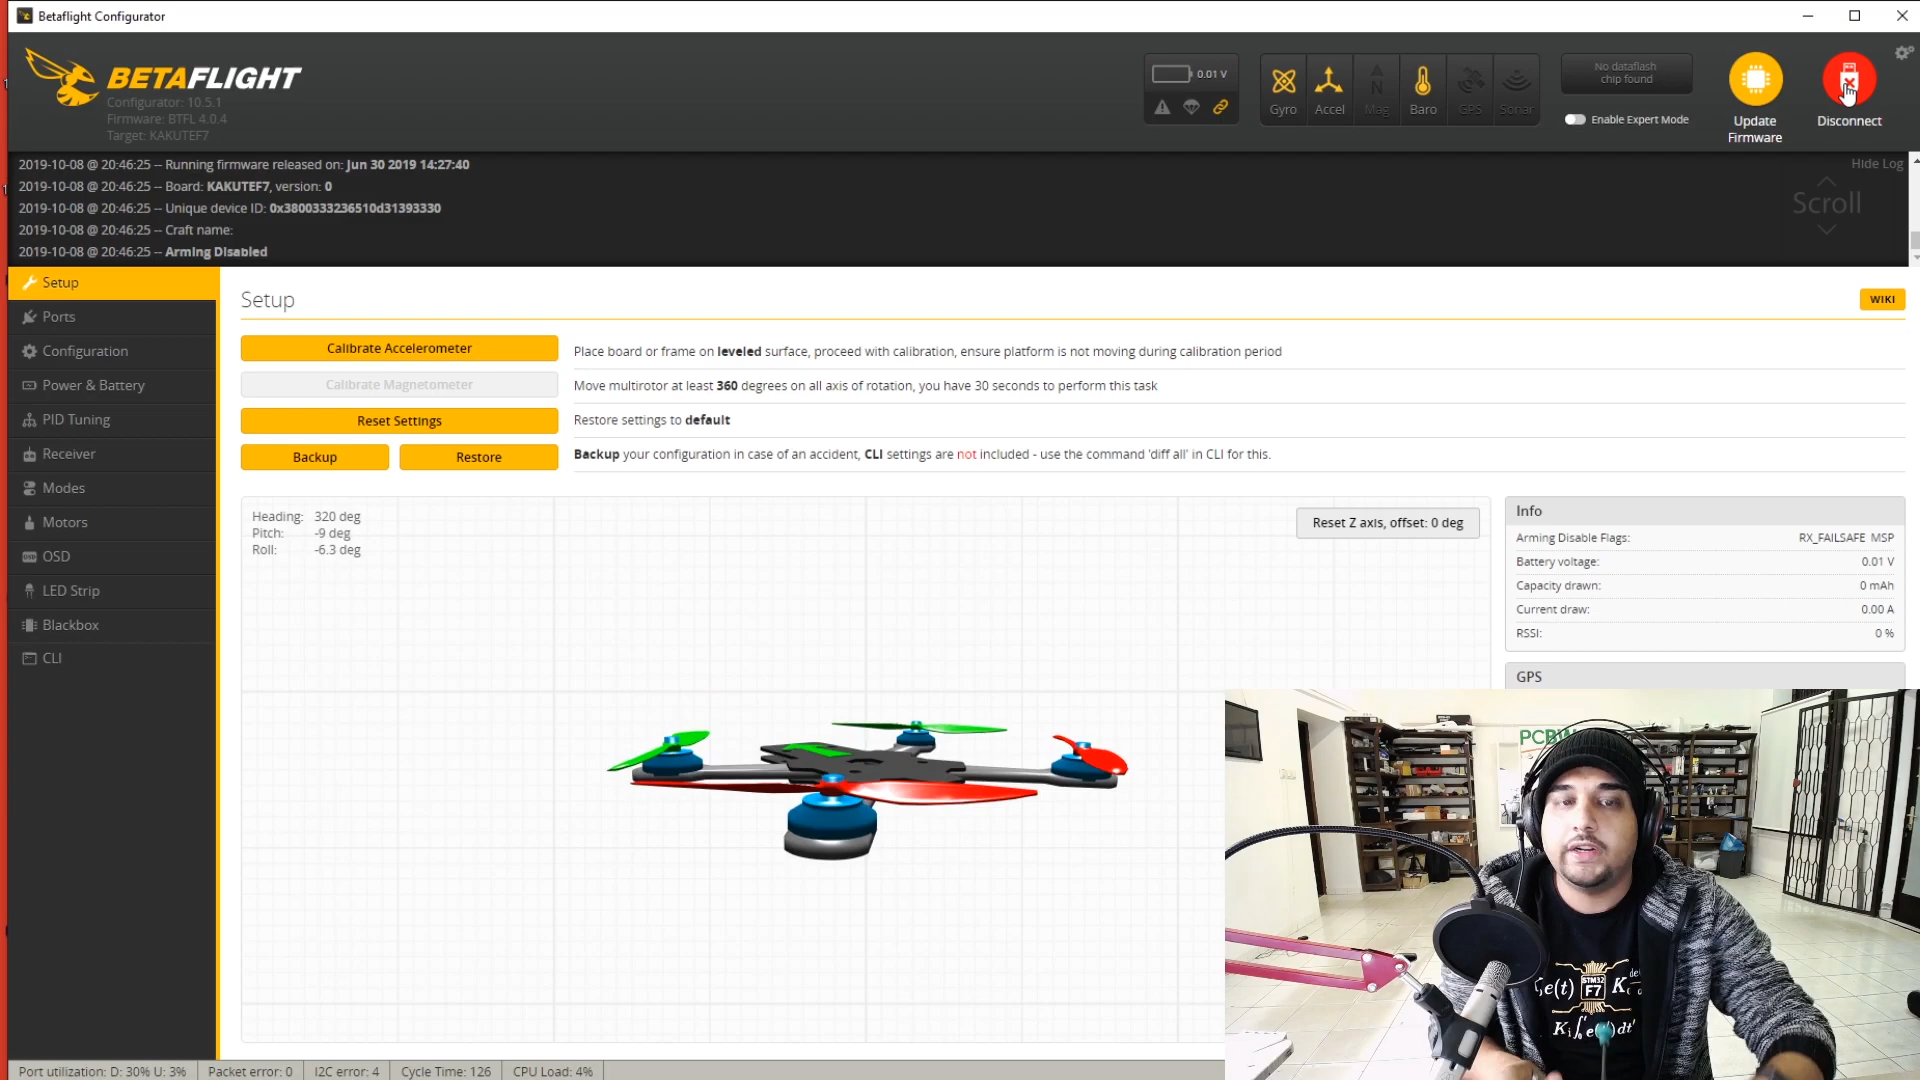 Betaflight Configurator
BETAFLIGHT
Configurator: 10.5.1
Firmware: BTFL 4.0.4
Target: KAKUTEF7
0.01 V
Gyro
Accel
Mag
Baro
GPS
Sonar
No dataflash
chip found
Enable Expert Mode
Update
Firmware
Disconnect
2019-10-08 @ 20:46:25 -- Running firmware released on: Jun 30 2019 14:27:40
2019-10-08 @ 20:46:25 -- Board: KAKUTEF7, version: 0
2019-10-08 @ 20:46:25 -- Unique device ID: 0x3800333236510d31393330
2019-10-08 @ 20:46:25 -- Craft name:
2019-10-08 @ 20:46:25 -- Arming Disabled
Hide Log
Scroll
Setup
Ports
Configuration
Power & Battery
PID Tuning
Receiver
Modes
Motors
OSD
LED Strip
Blackbox
CLI
Setup
WIKI
Calibrate Accelerometer
Place board or frame on leveled surface, proceed with calibration, ensure platform is not moving during calibration period
Calibrate Magnetometer
Move multirotor at least 360 degrees on all axis of rotation, you have 30 seconds to perform this task
Reset Settings
Restore settings to default
Backup
Restore
Backup your configuration in case of an accident, CLI settings are not included - use the command 'diff all' in CLI for this.
Heading: 320 deg
Pitch: -9 deg
Roll: -6.3 deg
Reset Z axis, offset: 0 deg
Info
Arming Disable Flags: RX_FAILSAFE MSP
Battery voltage: 0.01 V
Capacity drawn: 0 mAh
Current draw: 0.00 A
RSSI: 0 %
GPS
PCBW
STM32
F7
Port utilization: D: 30% U: 3%
Packet error: 0
I2C error: 4
Cycle Time: 126
CPU Load: 4%